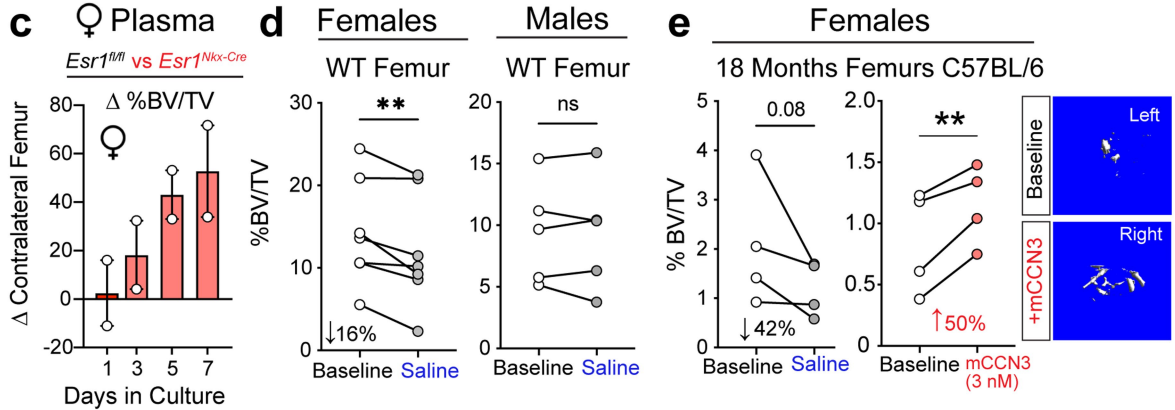 c ♀ Plasma
Esr1fl/fl vs Esr1Nkx-Cre
Δ %BV/TV
♀
Δ Contralateral Femur
80
60
40
20
0
-20
1 3 5 7
Days in Culture
d Females
WT Femur
%BV/TV
30
20
10
0
**
↓16%
Baseline Saline
Males
WT Femur
20
15
10
5
0
ns
Baseline Saline
e Females
18 Months Femurs C57BL/6
% BV/TV
5
4
3
2
1
0
0.08
↓42%
Baseline Saline
2.0
1.5
1.0
0.5
0.0
**
↑50%
Baseline mCCN3
(3 nM)
Baseline
Left
+mCCN3
Right